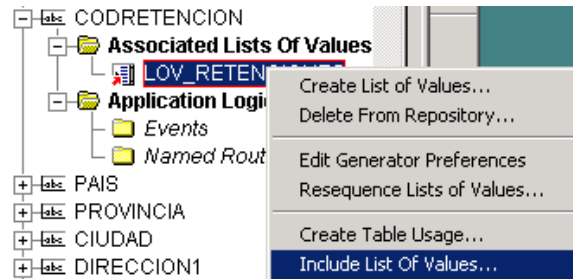 CODRETENCION
Associated Lists Of Values
Create List of Values...
Delete From Repository...
Events
Edit Generator Preferences
PAIS
Resequence Lists of Values...
PROVINCIA
CIUDAD
Create Table Usage...
DIRECCION1
Include List Of Values...
Application
Named